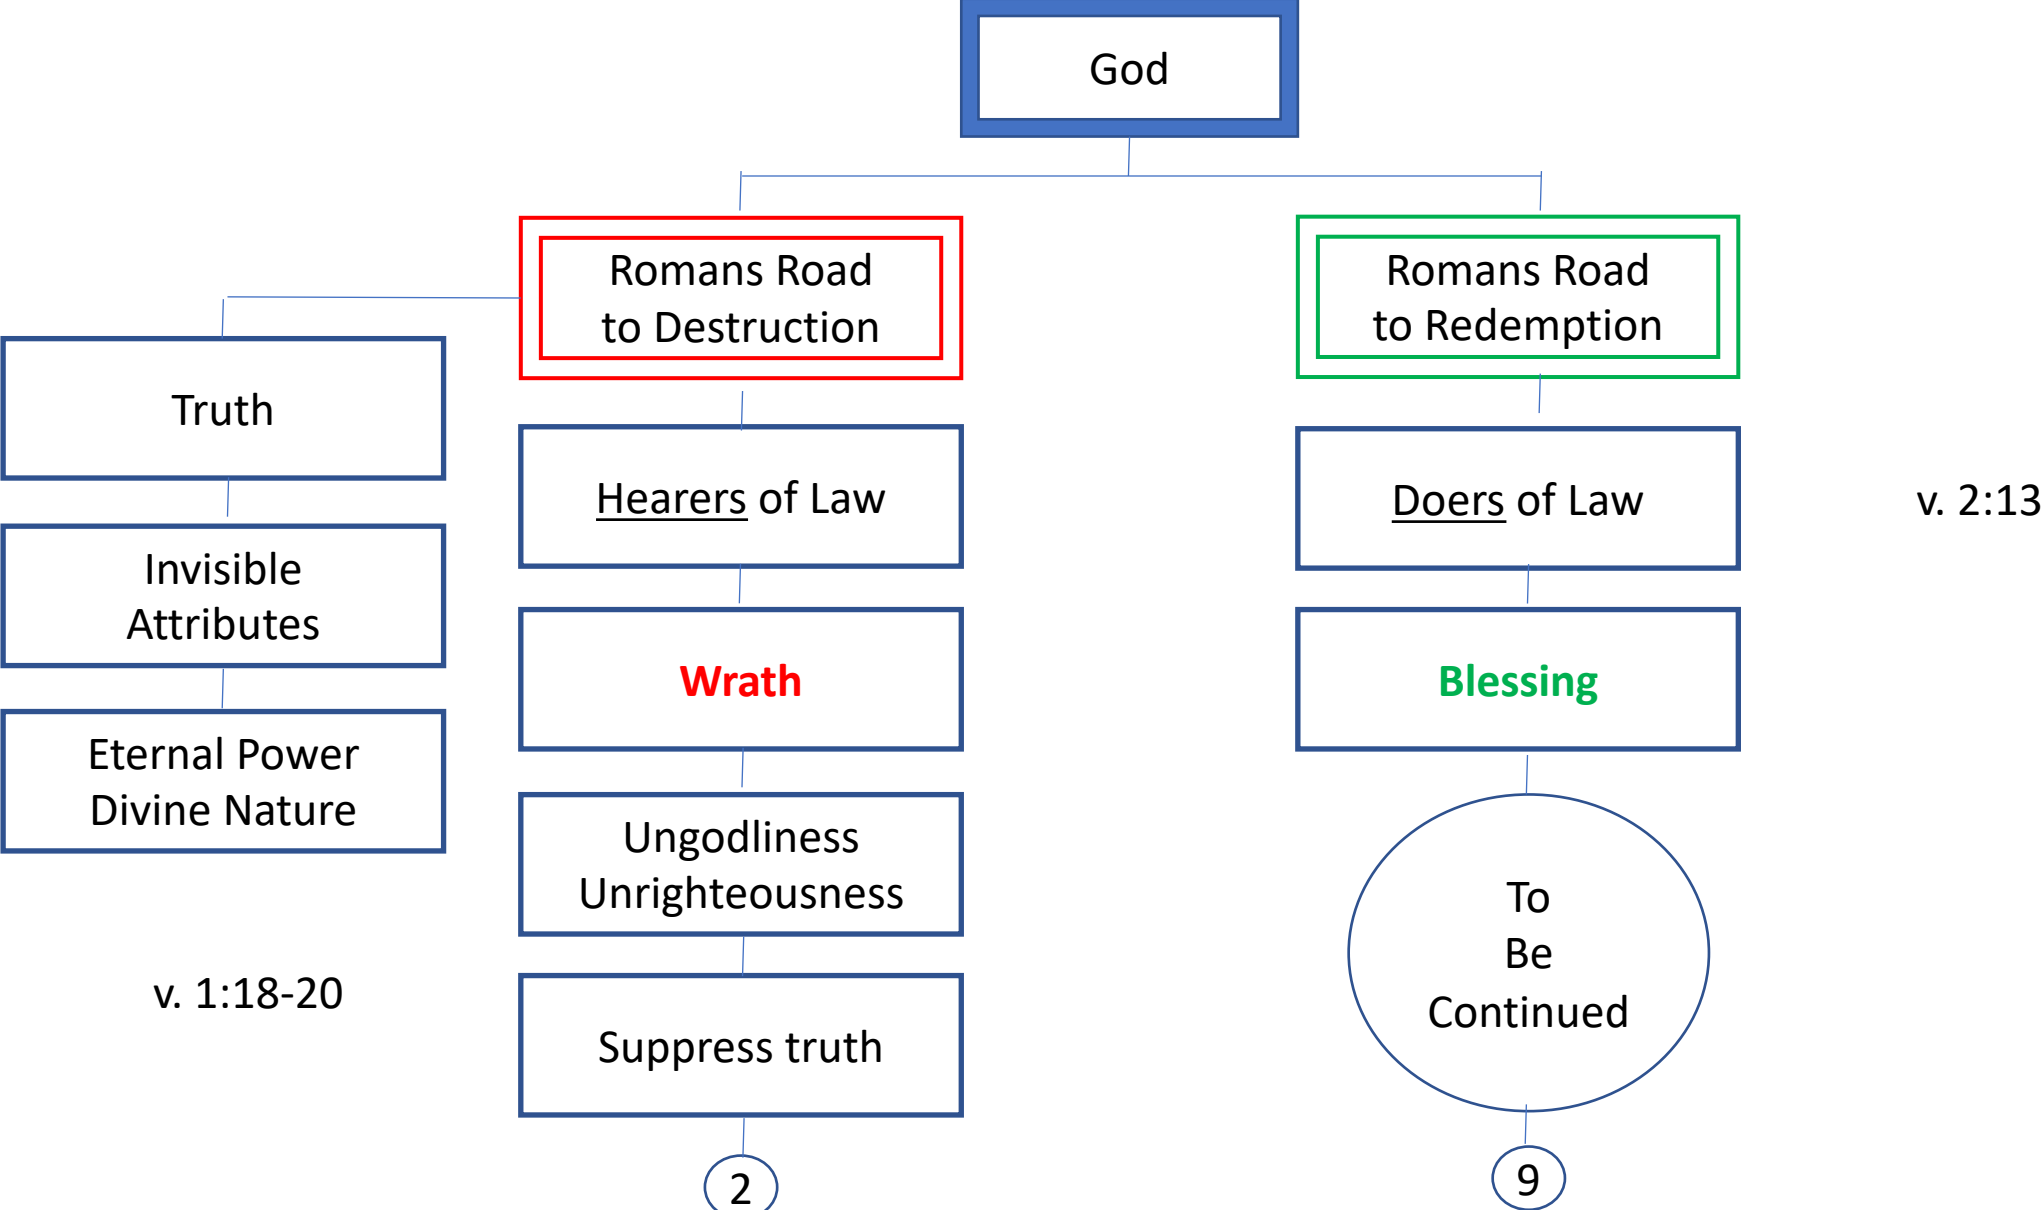 God
Romans Road
to Destruction
Romans Road
to Redemption
Truth
Hearers of Law
Doers of Law
v. 2:13
Invisible
Attributes
Wrath
Blessing
Eternal Power
Divine Nature
Ungodliness
Unrighteousness
To
Be
Continued
v. 1:18-20
Suppress truth
2
9